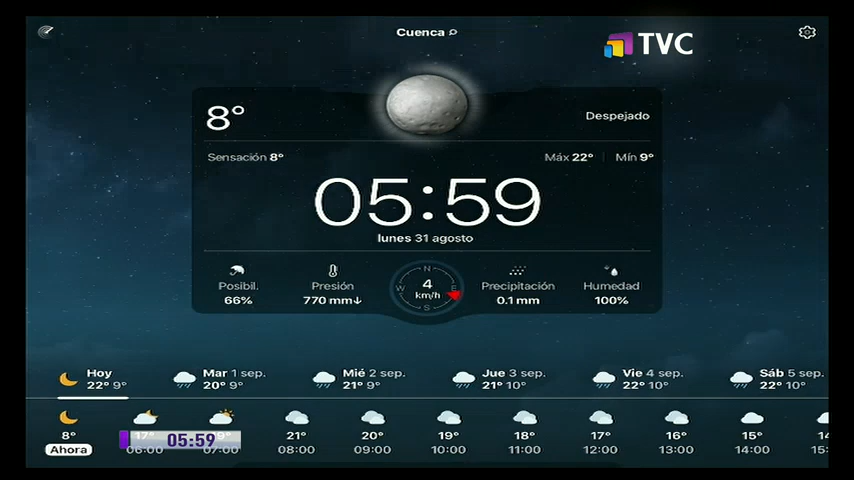 Cuenca
TVC
8°
Despejado
Sensación 8°
Máx 22° Mín 9°
05:59
lunes 31 agosto
N
W E
S
4
km/h
Posibil.
66%
Presión
770 mm↓
Precipitación
0.1 mm
Humedad
100%
Hoy
22° 9°
Mar 1 sep.
20° 9°
Mié 2 sep.
21° 9°
Jue 3 sep.
21° 10°
Vie 4 sep.
22° 10°
Sáb 5 sep.
22° 10°
8° 17° 21° 20° 19° 18° 17° 16° 15°
05:59
Ahora 06:00 07:00 08:00 09:00 10:00 11:00 12:00 13:00 14:00